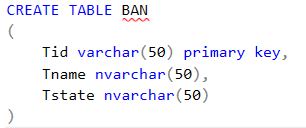 CREATE TABLE BAN
(
    Tid varchar(50) primary key,
    Tname nvarchar(50),
    Tstate nvarchar(50)
)